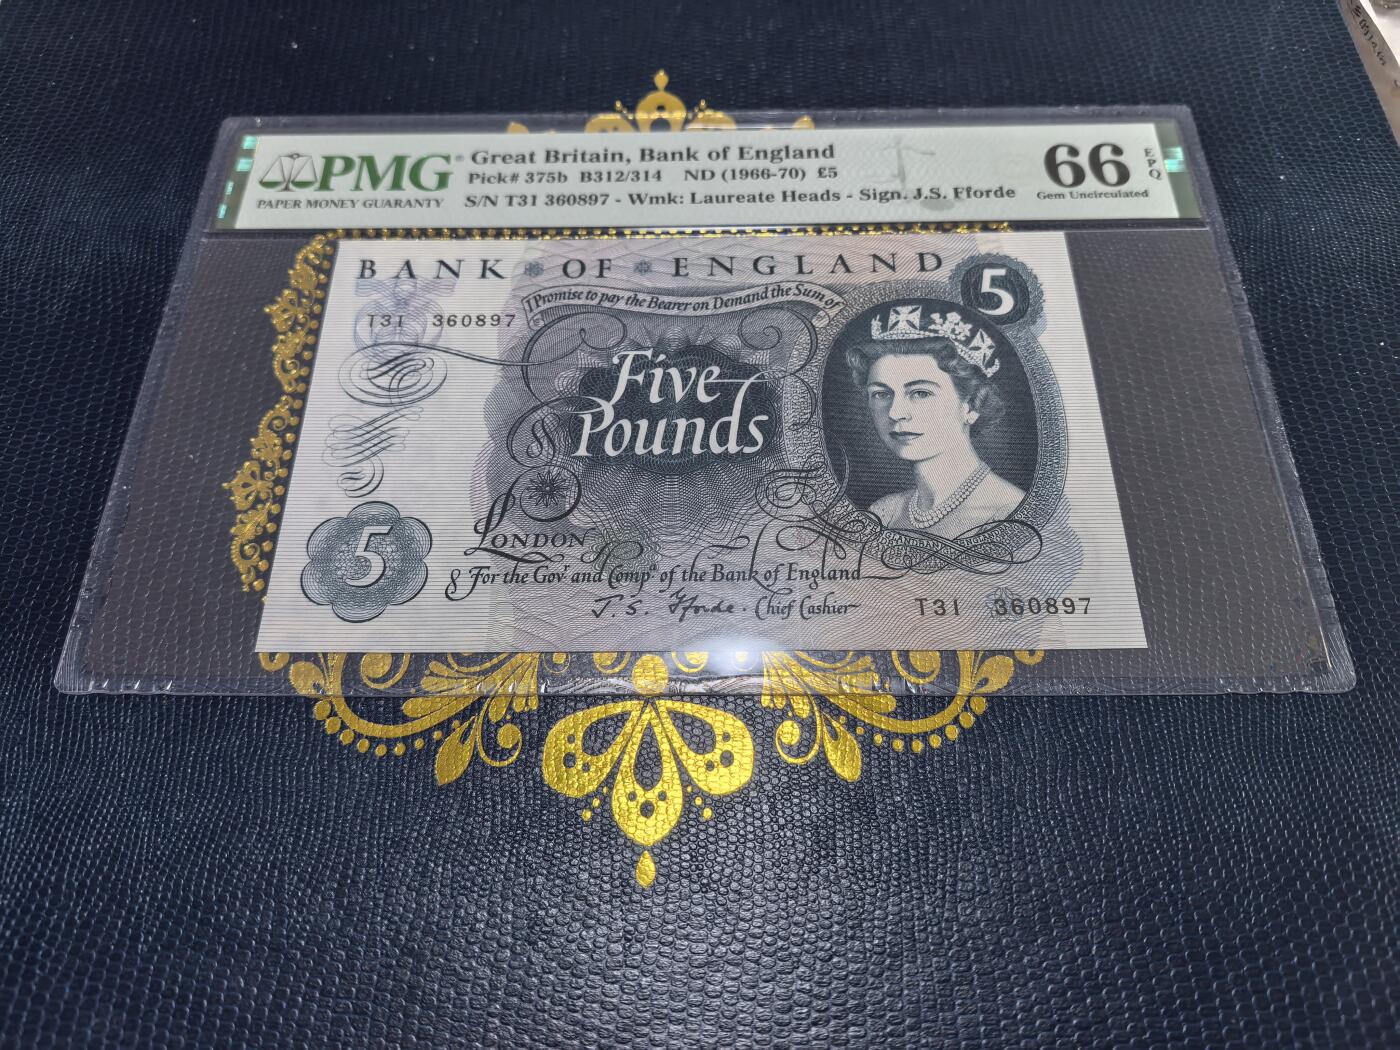 PMG®
PAPER MONEY GUARANTY
Great Britain, Bank of England
Pick# 375b B312/314 ND (1966-70) £5
S/N T31 360897 - Wmk: Laureate Heads - Sign. J.S. Fforde
66 EPQ
Gem Uncirculated
BANK OF ENGLAND
5
I Promise to pay the Bearer on Demand the Sum of
T31 360897
Five
Pounds
LONDON
5
For the Govr and Compa of the Bank of England
J. S. Fforde. Chief Cashier
T31 360897